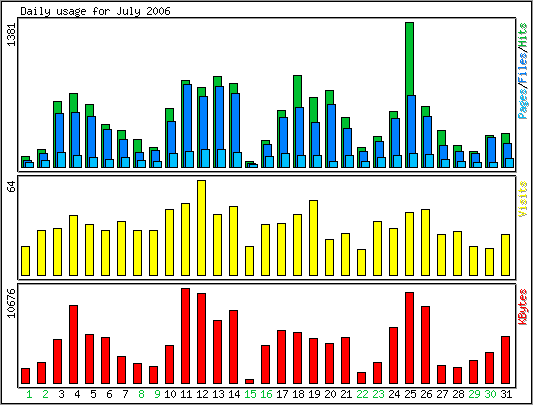 Daily usage for July 2006
1381
Pages/Files/Hits
64
Visits
10676
KBytes
1 2 3 4 5 6 7 8 9 10 11 12 13 14 15 16 17 18 19 20 21 22 23 24 25 26 27 28 29 30 31